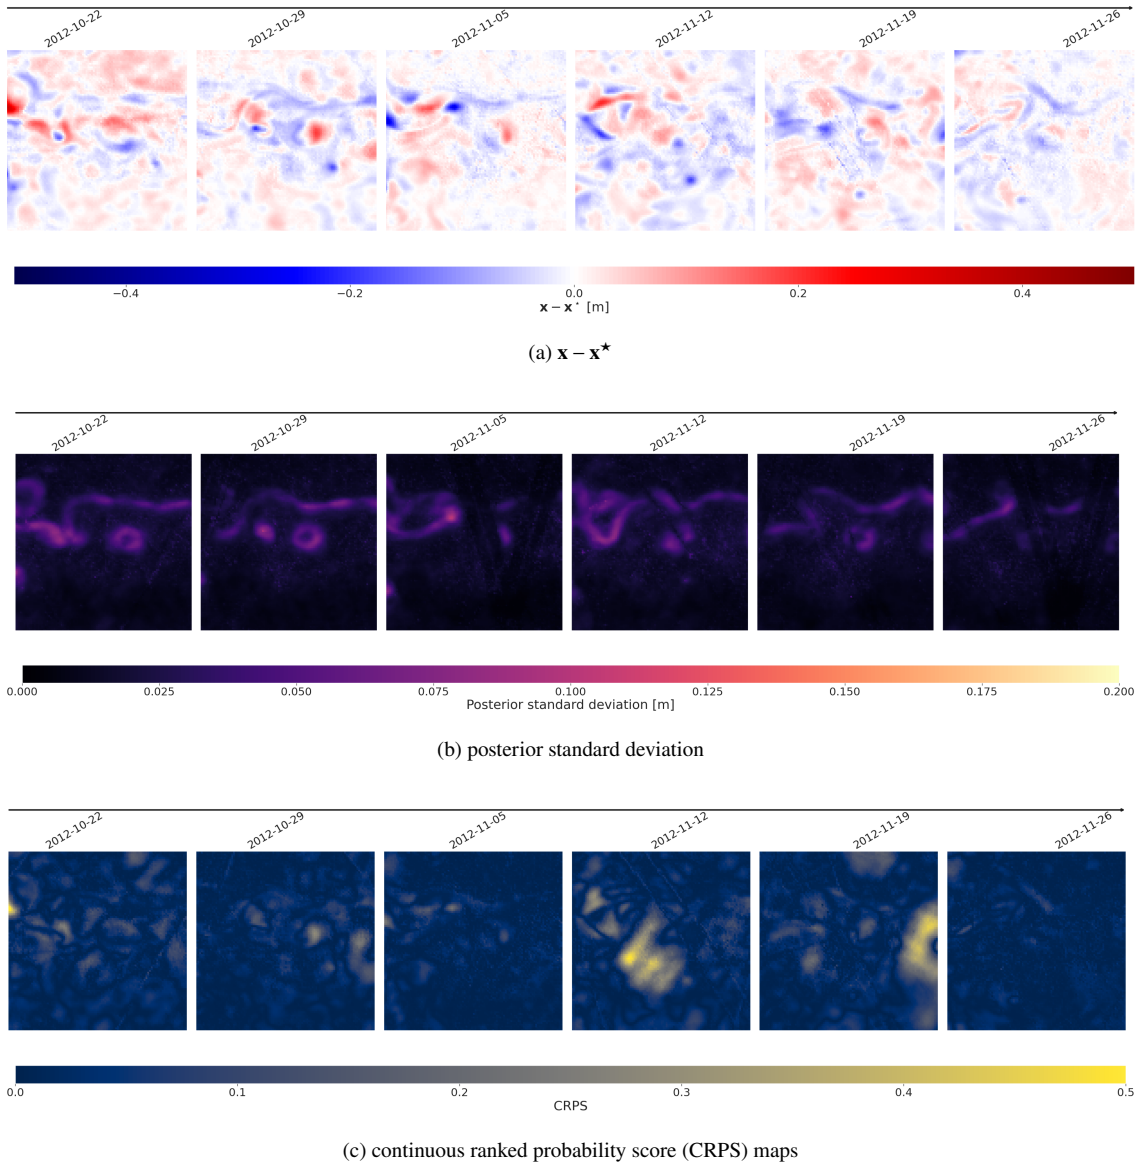 2012-10-22 2012-10-29 2012-11-05 2012-11-12 2012-11-19 2012-11-26
−0.4 −0.2 0.0 0.2 0.4
x − x* [m]
(a) x − x★
2012-10-22 2012-10-29 2012-11-05 2012-11-12 2012-11-19 2012-11-26
0.000 0.025 0.050 0.075 0.100 0.125 0.150 0.175 0.200
Posterior standard deviation [m]
(b) posterior standard deviation
2012-10-22 2012-10-29 2012-11-05 2012-11-12 2012-11-19 2012-11-26
0.0 0.1 0.2 0.3 0.4 0.5
CRPS
(c) continuous ranked probability score (CRPS) maps